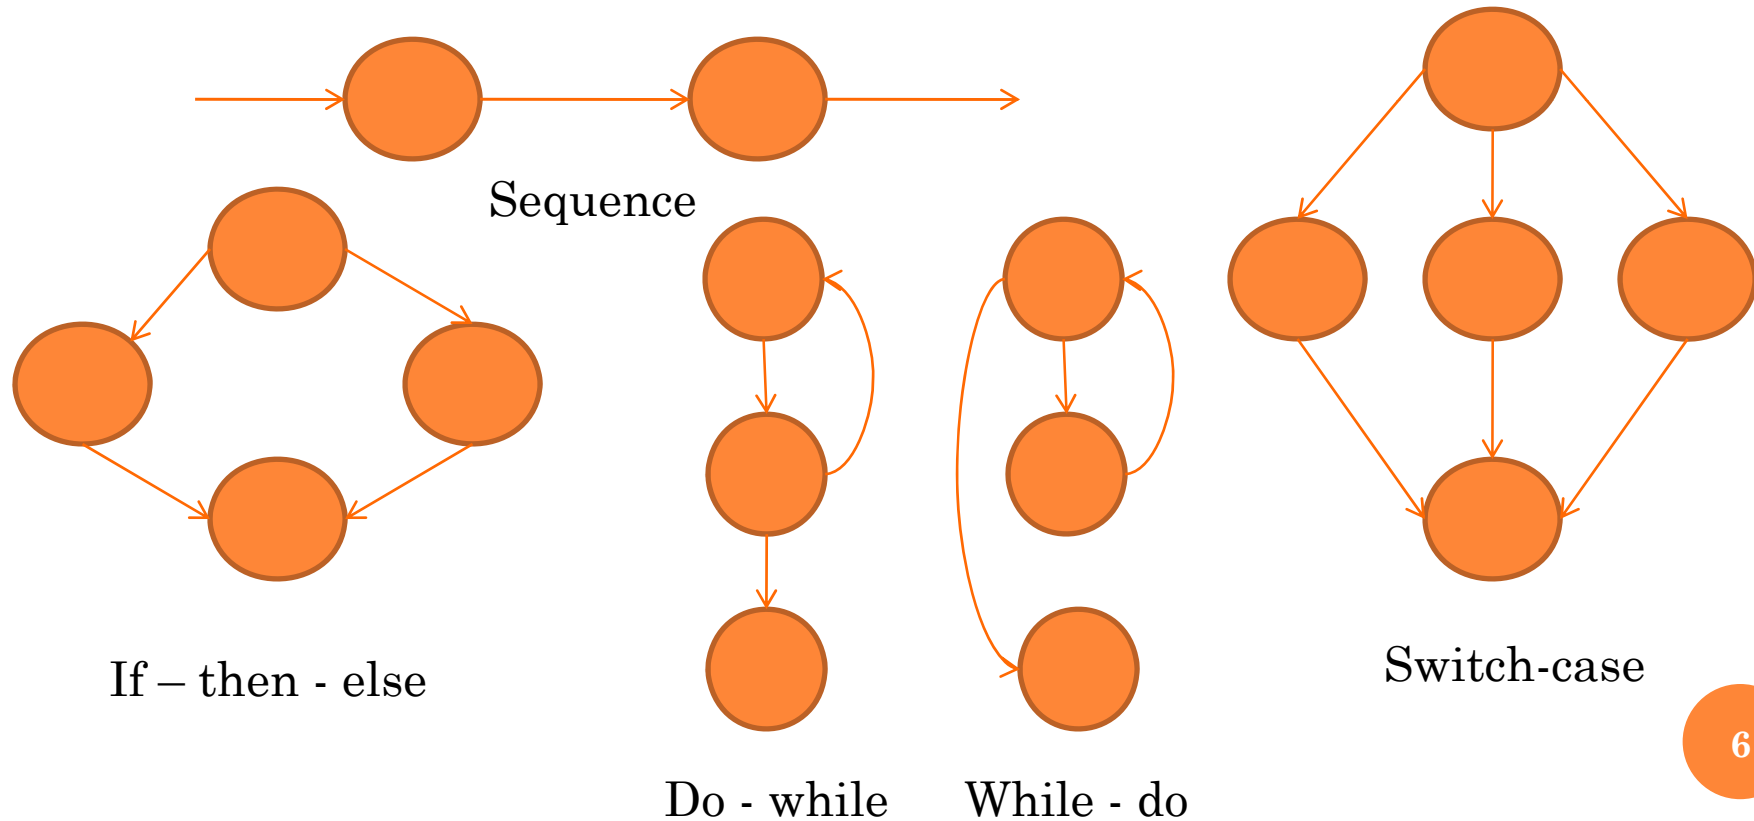 Sequence
If – then - else
Do - while
While - do
Switch-case
6